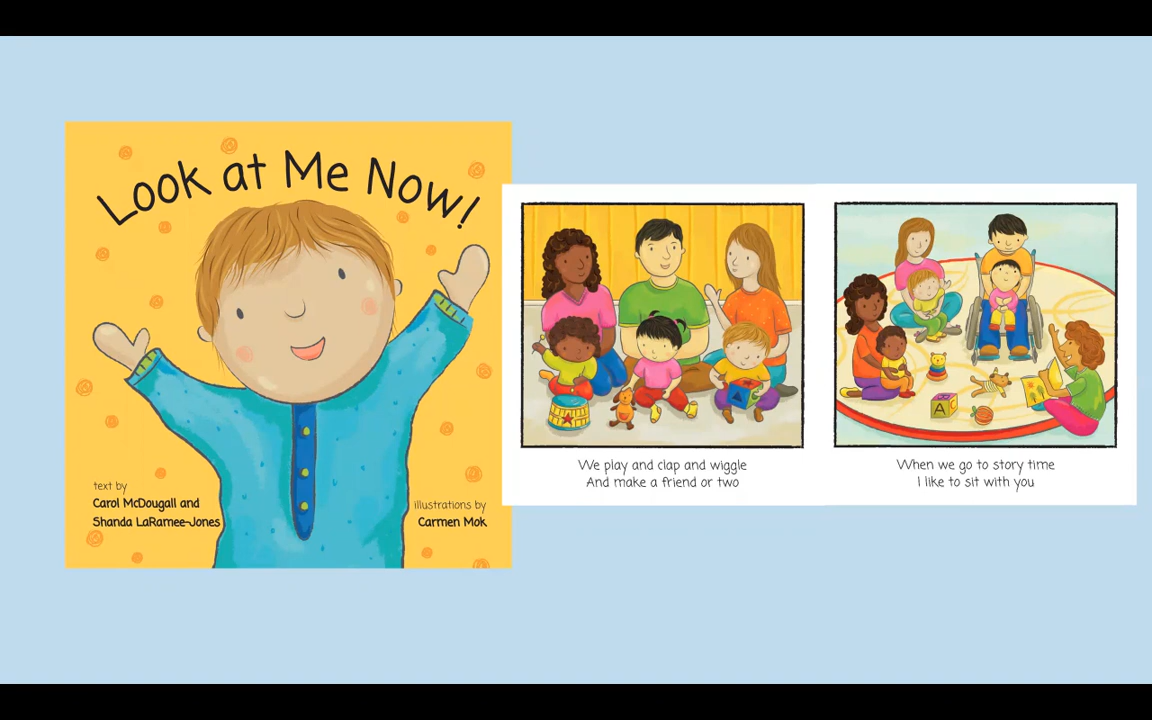 Look at Me Now!
text by
Carol McDougall and
Shanda LaRamee-Jones
illustrations by
Carmen Mok
We play and clap and wiggle
And make a friend or two
A
When we go to story time
I like to sit with you